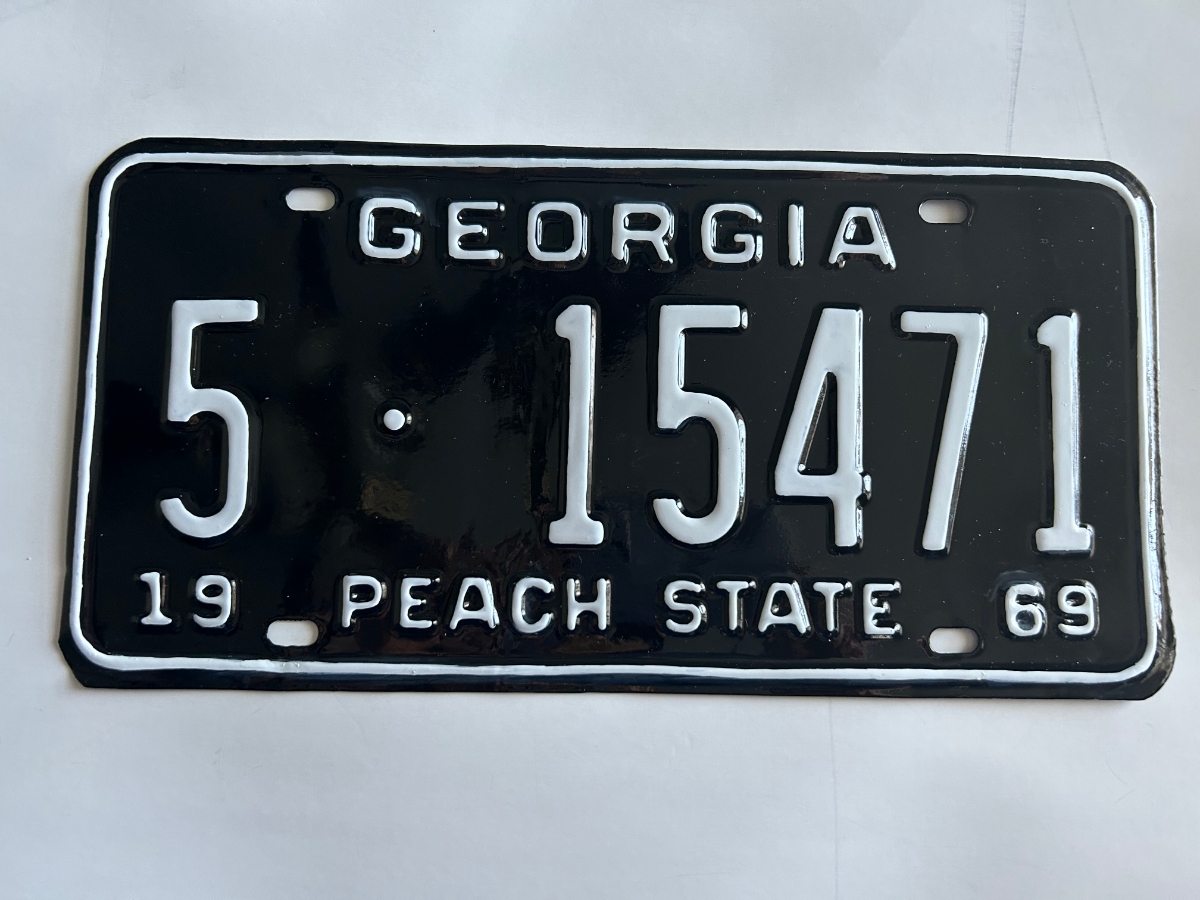 GEORGIA
5 · 15471
19 PEACH STATE 69